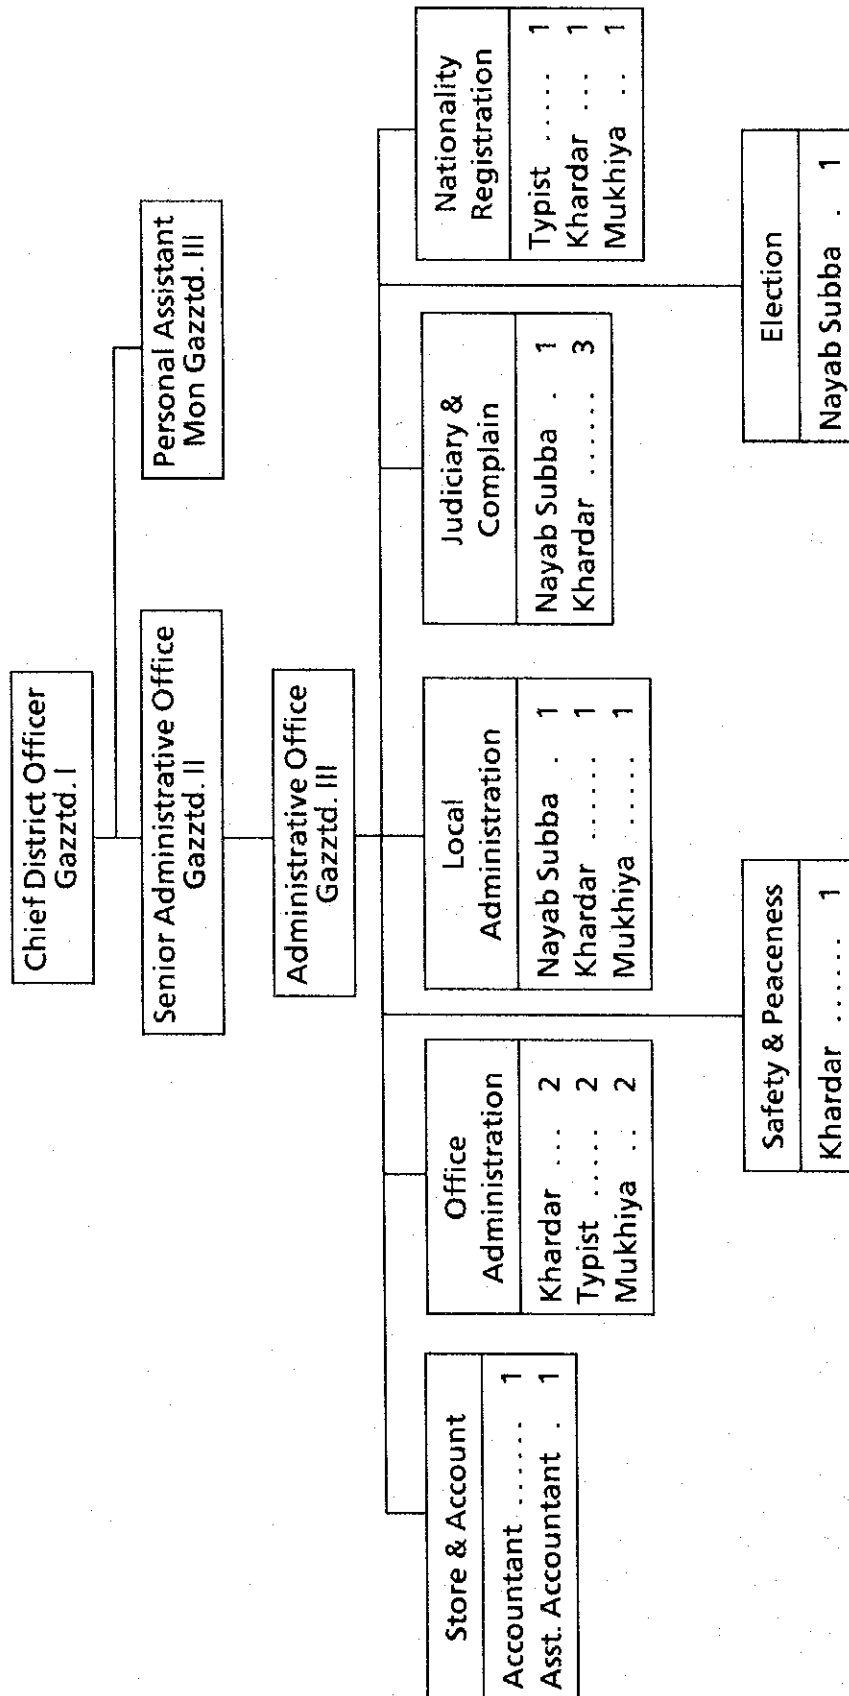 Chief District Officer
Gazztd. I
Personal Assistant
Mon Gazztd. III
Senior Administrative Office
Gazztd. II
Administrative Office
Gazztd. III
Store & Account
Accountant ...... 1
Asst. Accountant . 1
Office
Administration
Khardar ... 2
Typist ..... 2
Mukhiya .. 2
Local
Administration
Nayab Subba . 1
Khardar ...... 1
Mukhiya ..... 1
Judiciary &
Complain
Nayab Subba . 1
Khardar ...... 3
Nationality
Registration
Typist ..... 1
Khardar ... 1
Mukhiya .. 1
Safety & Peaceness
Khardar ...... 1
Election
Nayab Subba . 1